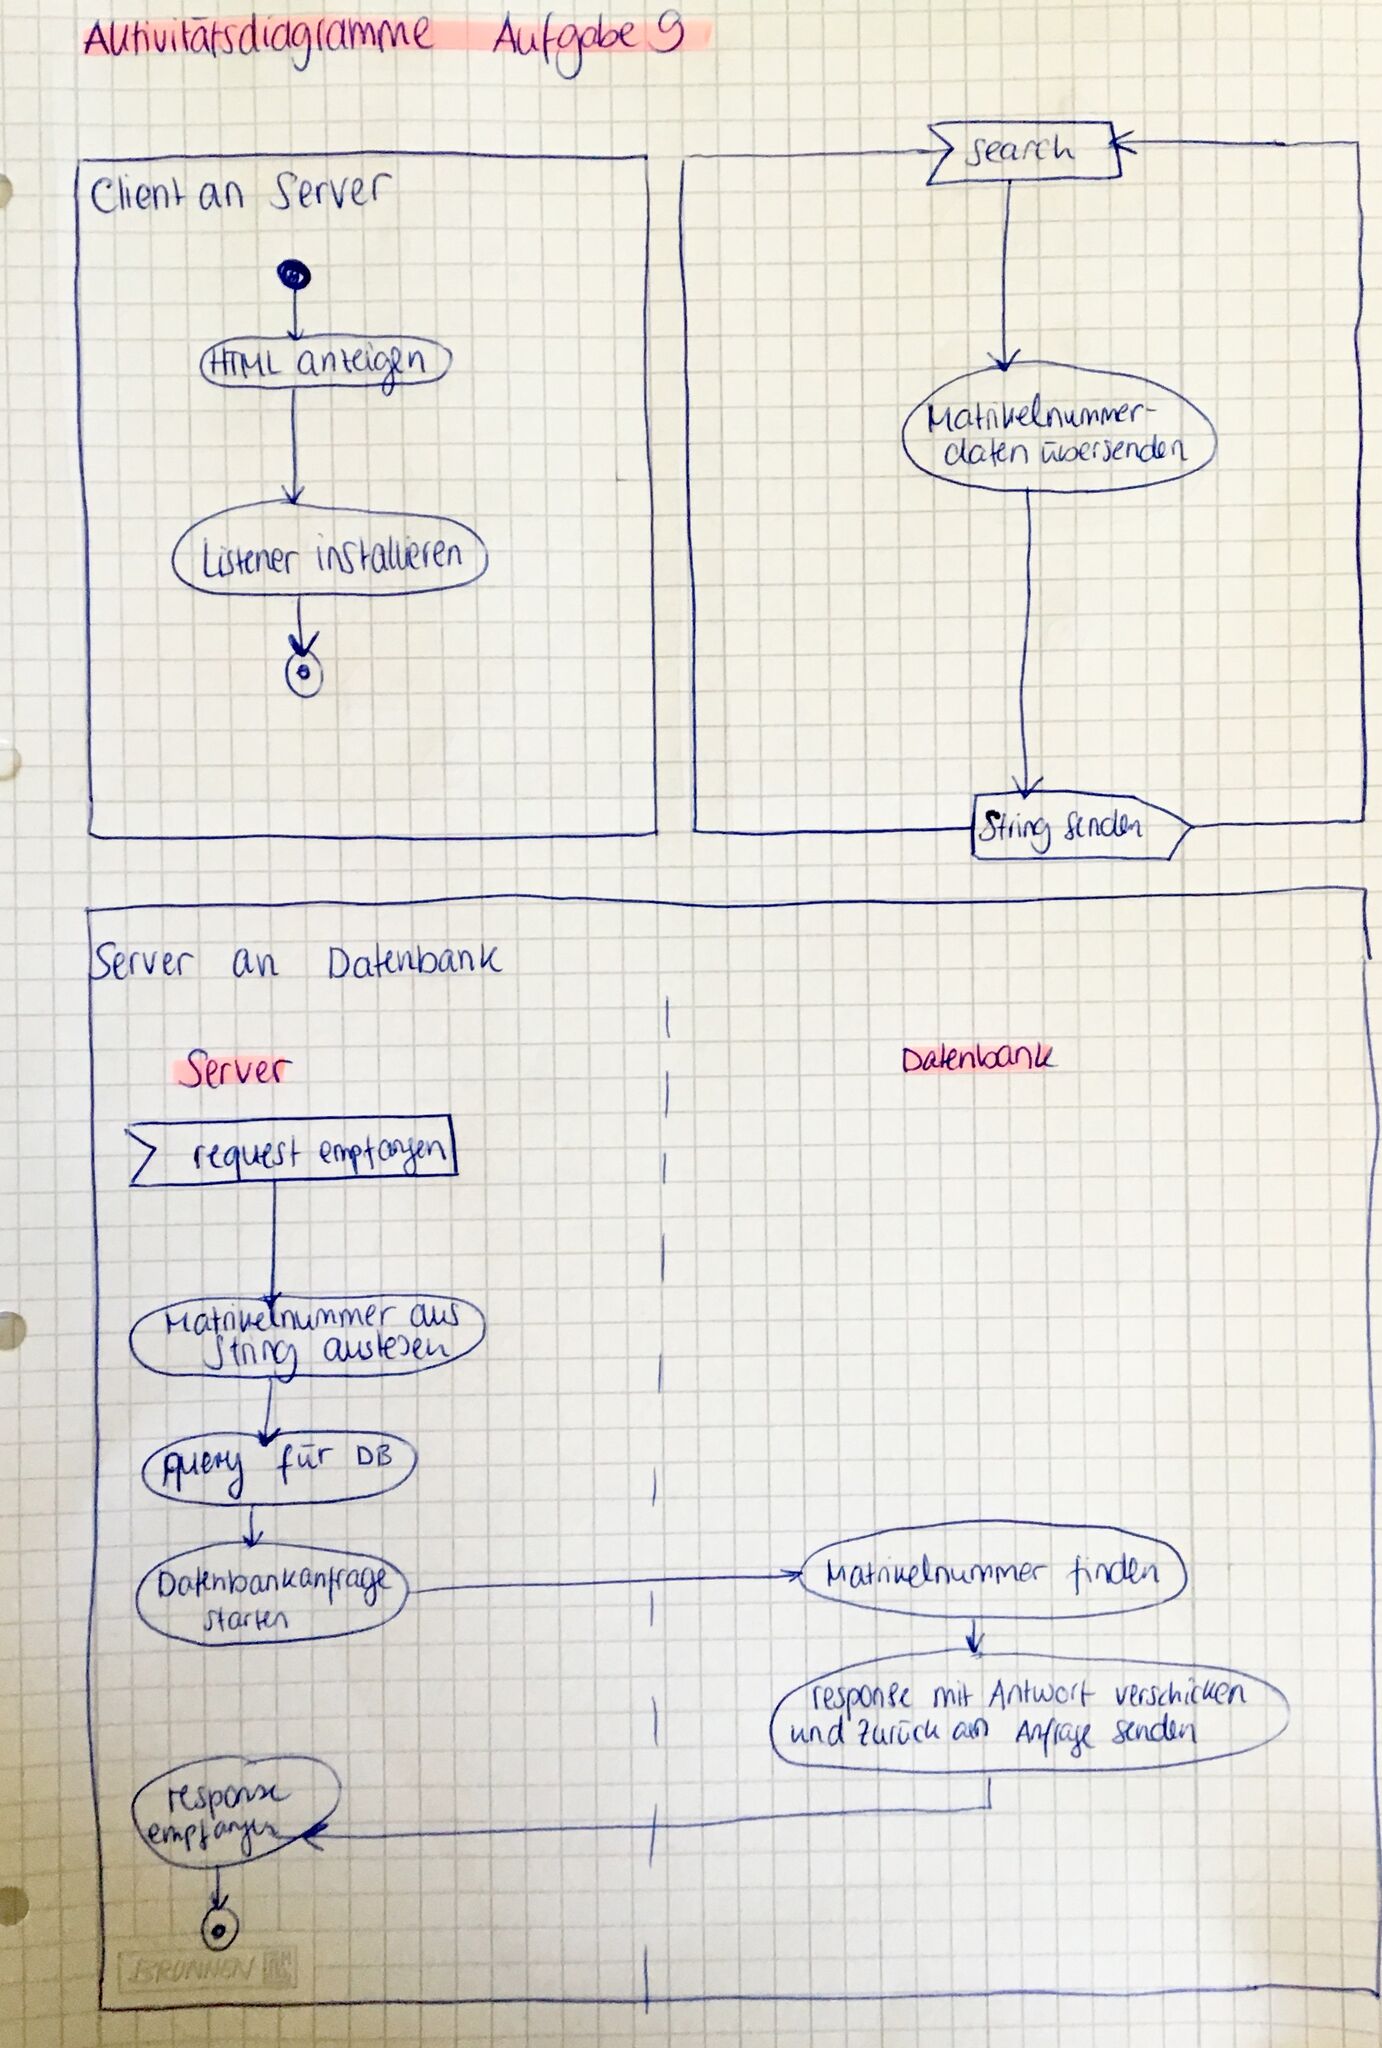 Aktivitätsdiagramme Aufgabe 9
Client an Server
HTML anzeigen
Listener installieren
search
Matrikelnummer-
daten übersenden
String senden
Server an Datenbank
Server
Datenbank
request empfangen
Matrikelnummer aus
String auslesen
query für DB
Datenbankanfrage
starten
Matrikelnummer finden
response mit Antwort verschicken
und zurück an Anfrage senden
response
empfangen
BRUNNEN